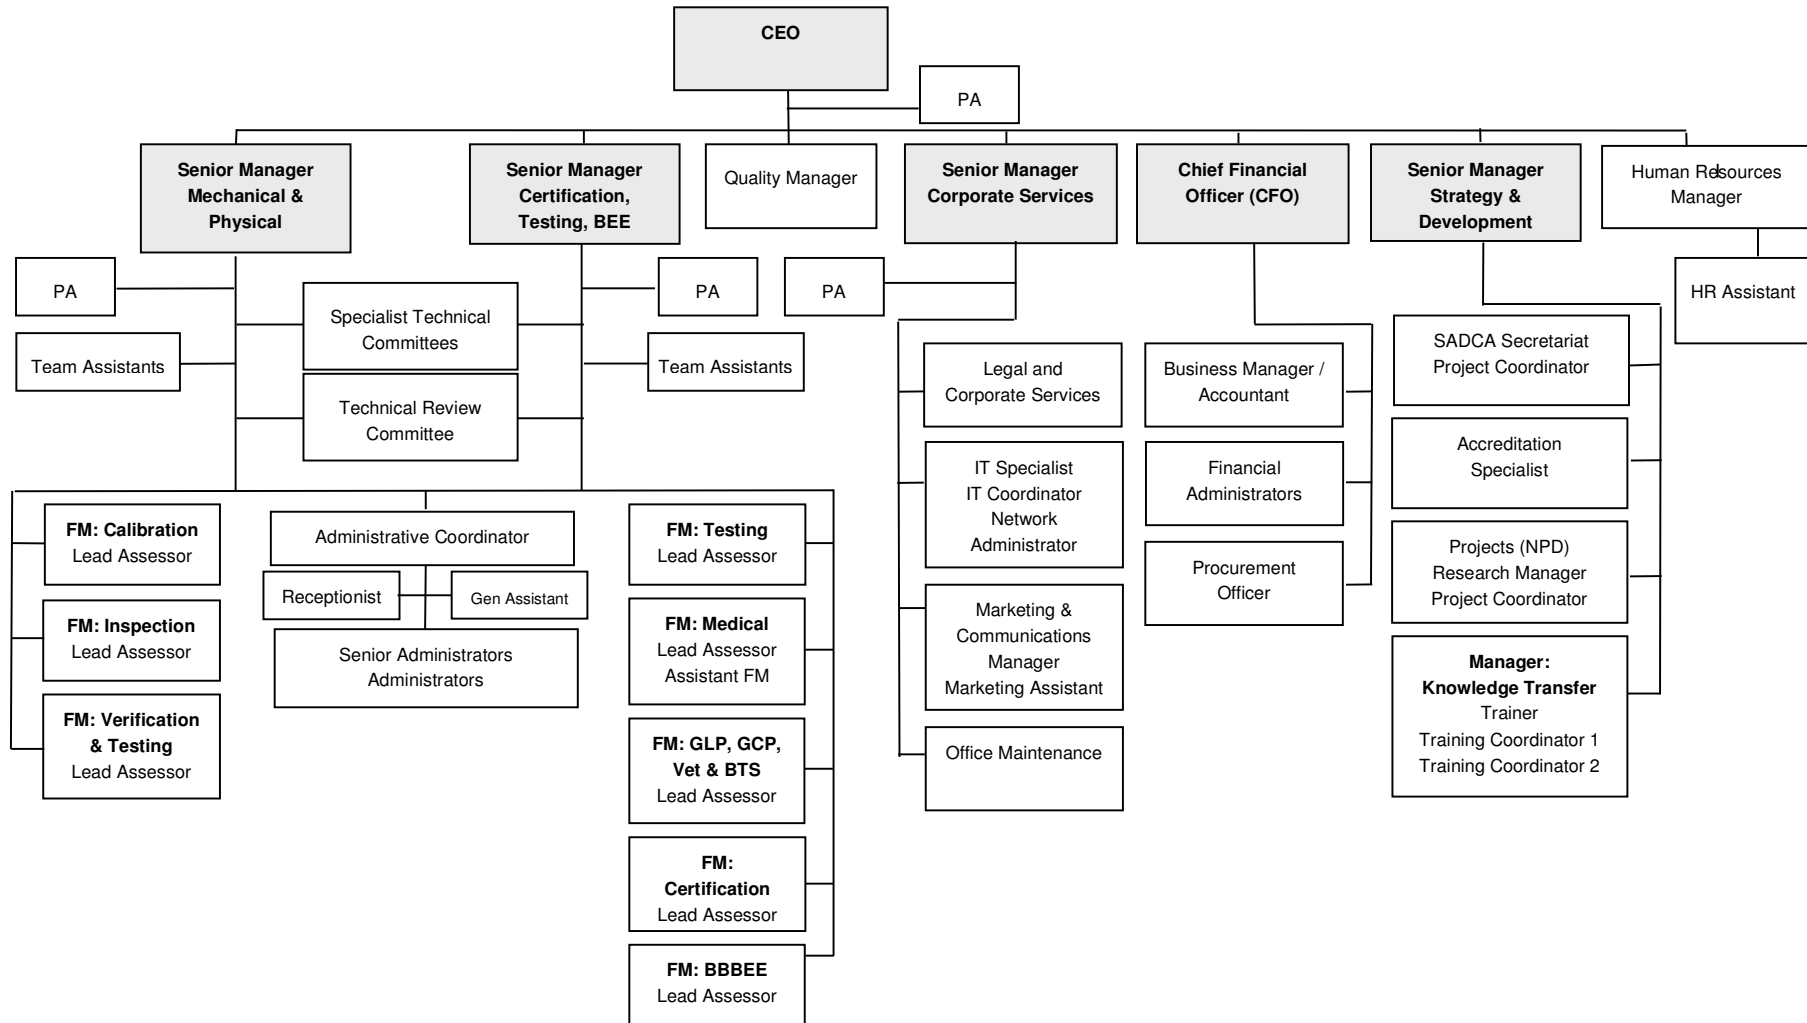 CEO
PA
Senior Manager
Mechanical &
Physical
Senior Manager
Certification,
Testing, BEE
Quality Manager
Senior Manager
Corporate Services
Chief Financial
Officer (CFO)
Senior Manager
Strategy &
Development
Human Resources
Manager
PA
Team Assistants
Specialist Technical
Committees
Technical Review
Committee
PA
Team Assistants
PA
HR Assistant
FM: Calibration
Lead Assessor
FM: Inspection
Lead Assessor
FM: Verification
& Testing
Lead Assessor
Administrative Coordinator
Receptionist
Gen Assistant
Senior Administrators
Administrators
FM: Testing
Lead Assessor
FM: Medical
Lead Assessor
Assistant FM
FM: GLP, GCP,
Vet & BTS
Lead Assessor
FM:
Certification
Lead Assessor
FM: BBBEE
Lead Assessor
Legal and
Corporate Services
IT Specialist
IT Coordinator
Network
Administrator
Marketing &
Communications
Manager
Marketing Assistant
Office Maintenance
Business Manager /
Accountant
Financial
Administrators
Procurement
Officer
SADCA Secretariat
Project Coordinator
Accreditation
Specialist
Projects (NPD)
Research Manager
Project Coordinator
Manager:
Knowledge Transfer
Trainer
Training Coordinator 1
Training Coordinator 2